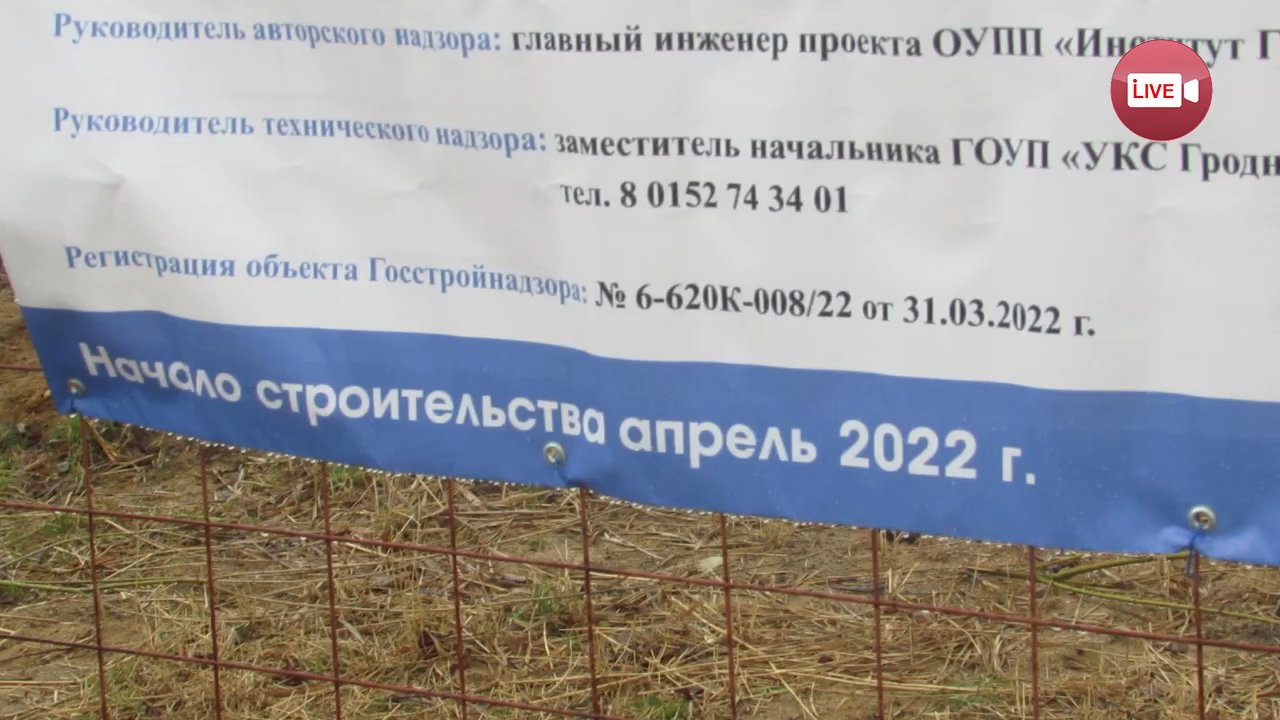 Руководитель авторского надзора: главный инженер проекта ОУПП «Институт Г
LIVE
Руководитель технического надзора: заместитель начальника ГОУП «УКС Гродн
тел. 8 0152 74 34 01
Регистрация объекта Госстройнадзора: № 6-620К-008/22 от 31.03.2022 г.
Начало строительства апрель 2022 г.